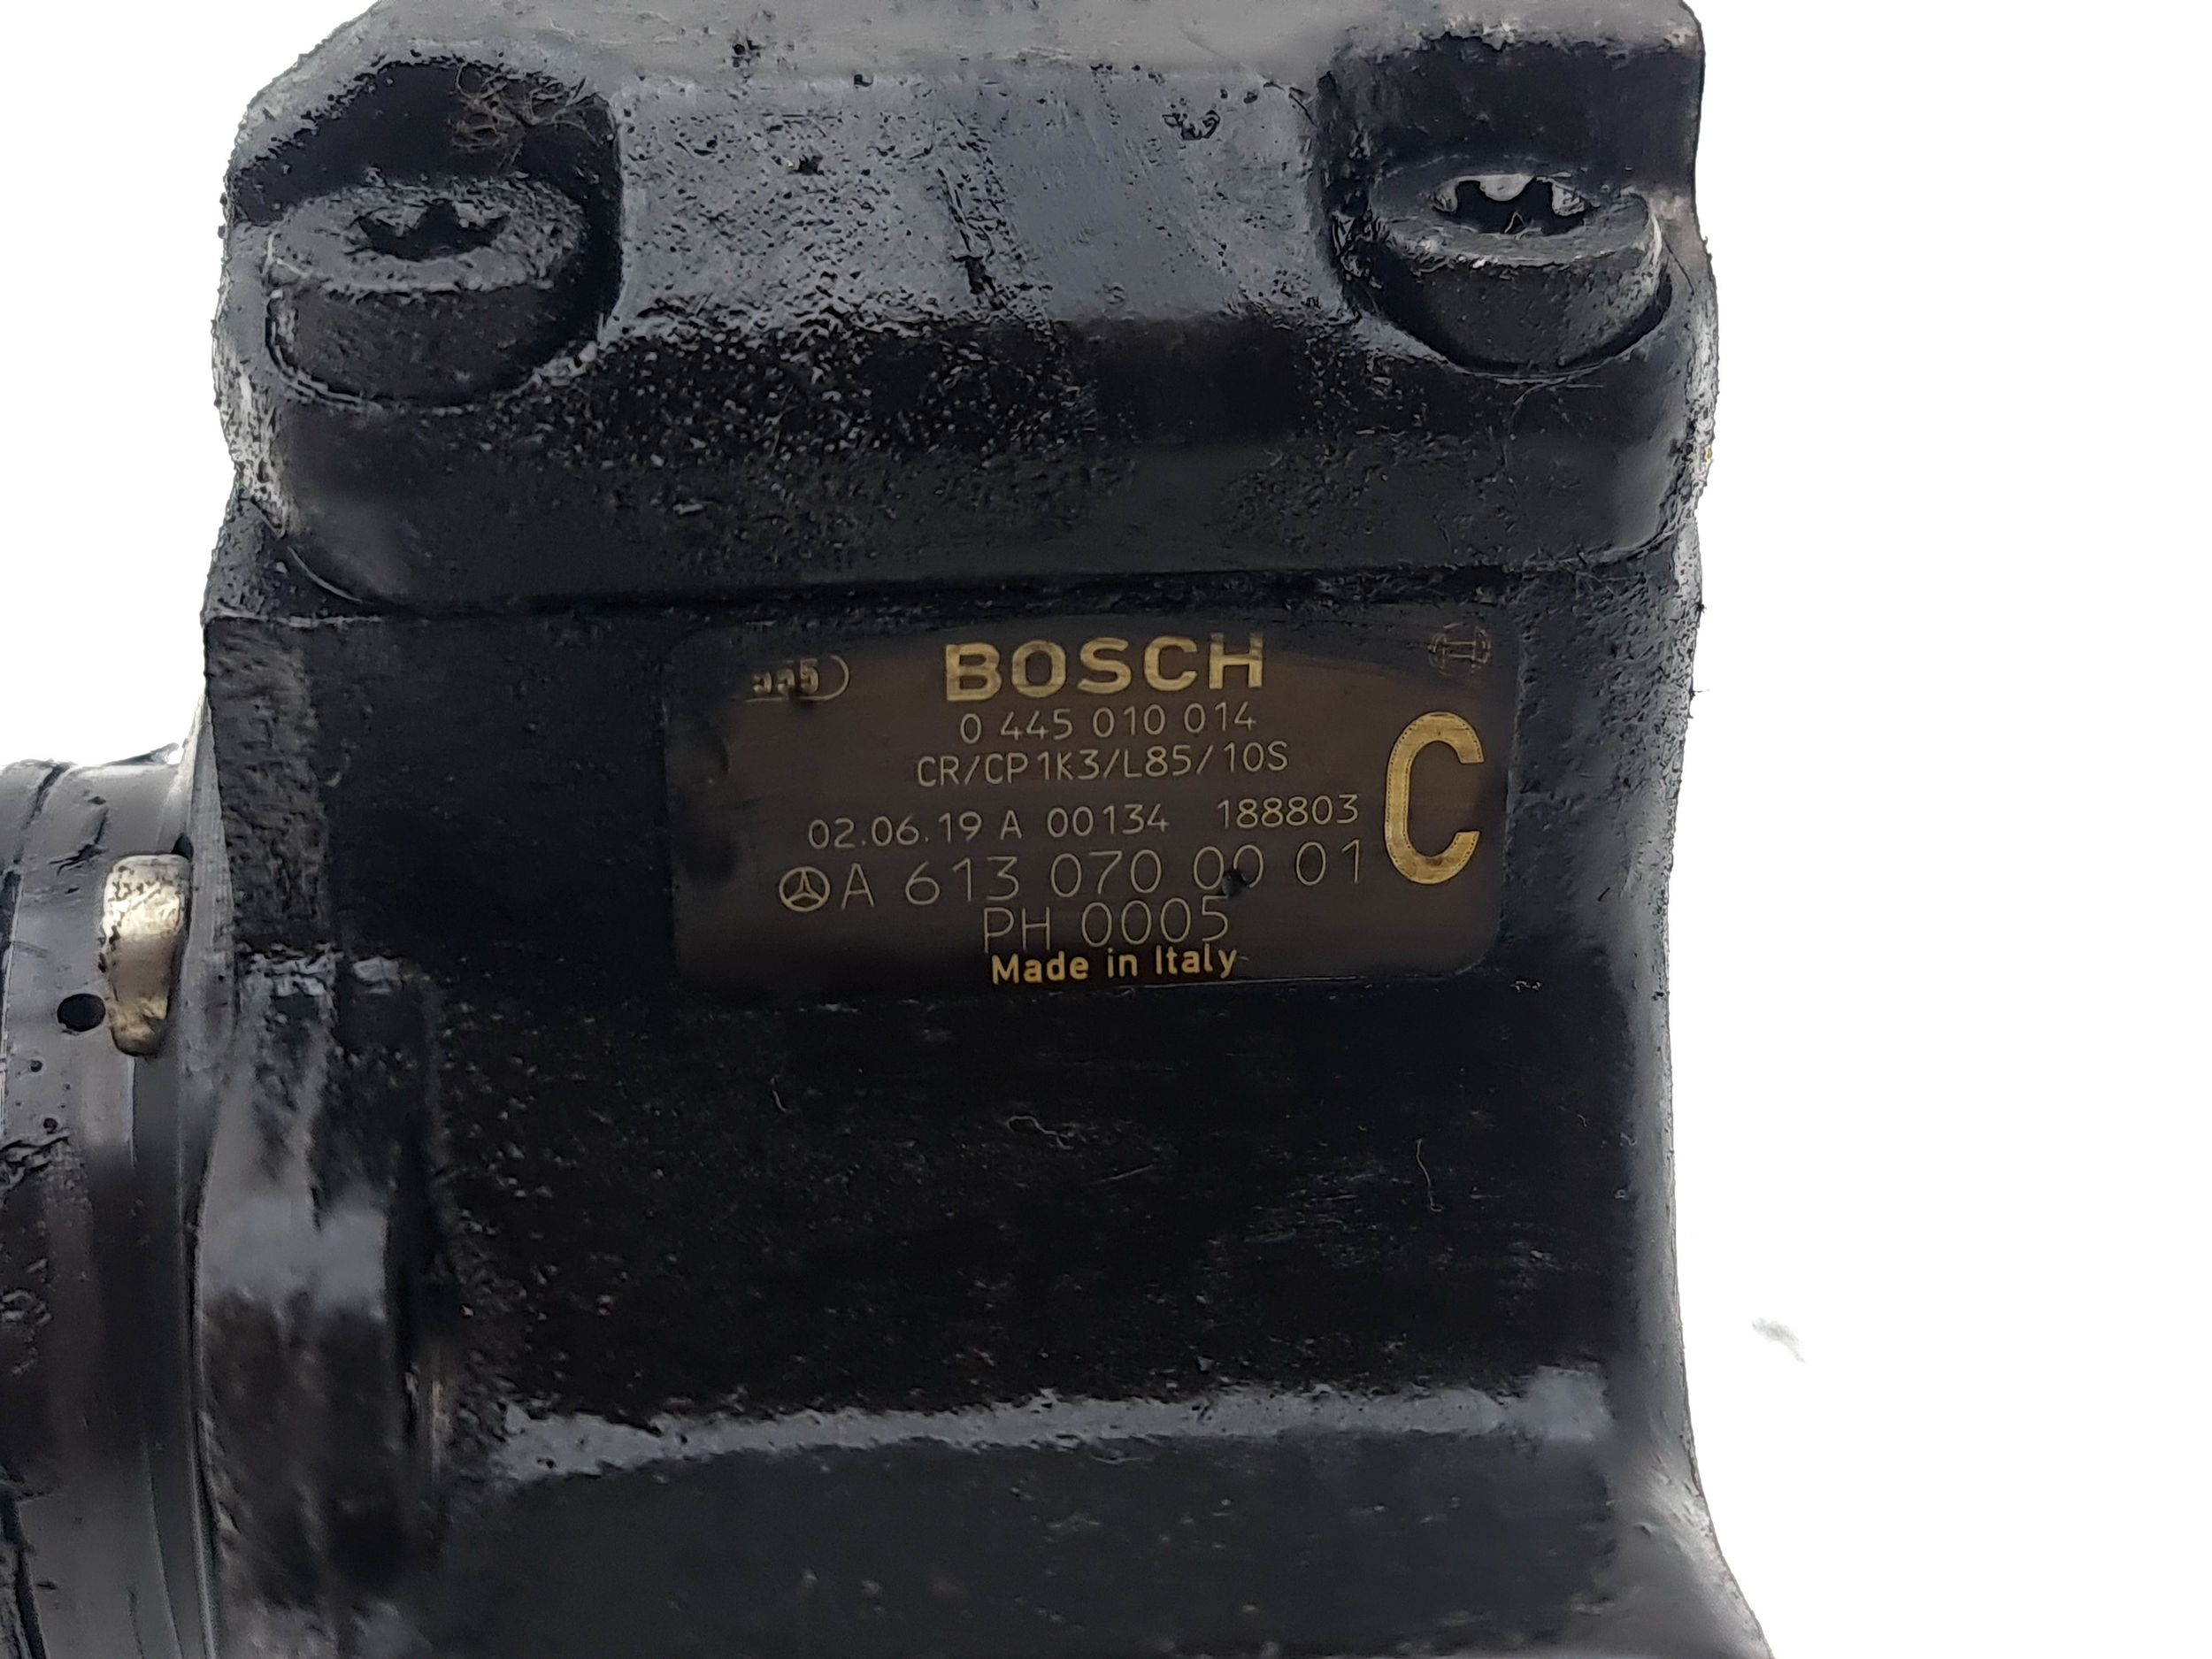 BOSCH
0 445 010 014
CR/CP1K3/L85/10S
C
02.06.19 A 00134 188803
A 613 070 00 01
PH 0005
Made in Italy